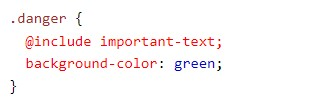 .danger {
  @include important-text;
  background-color: green;
}